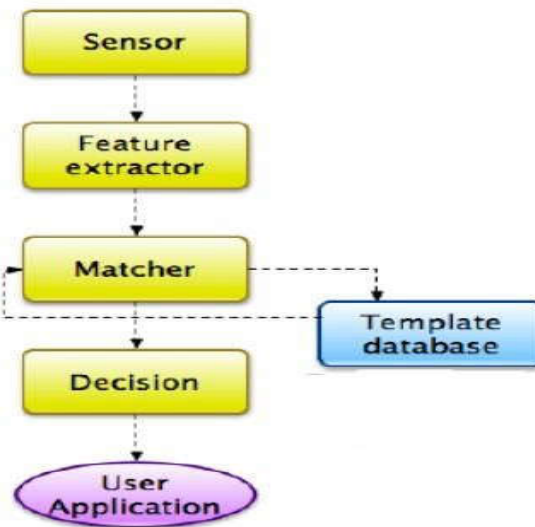 Sensor
Feature
extractor
Matcher
Template
database
Decision
User
Application